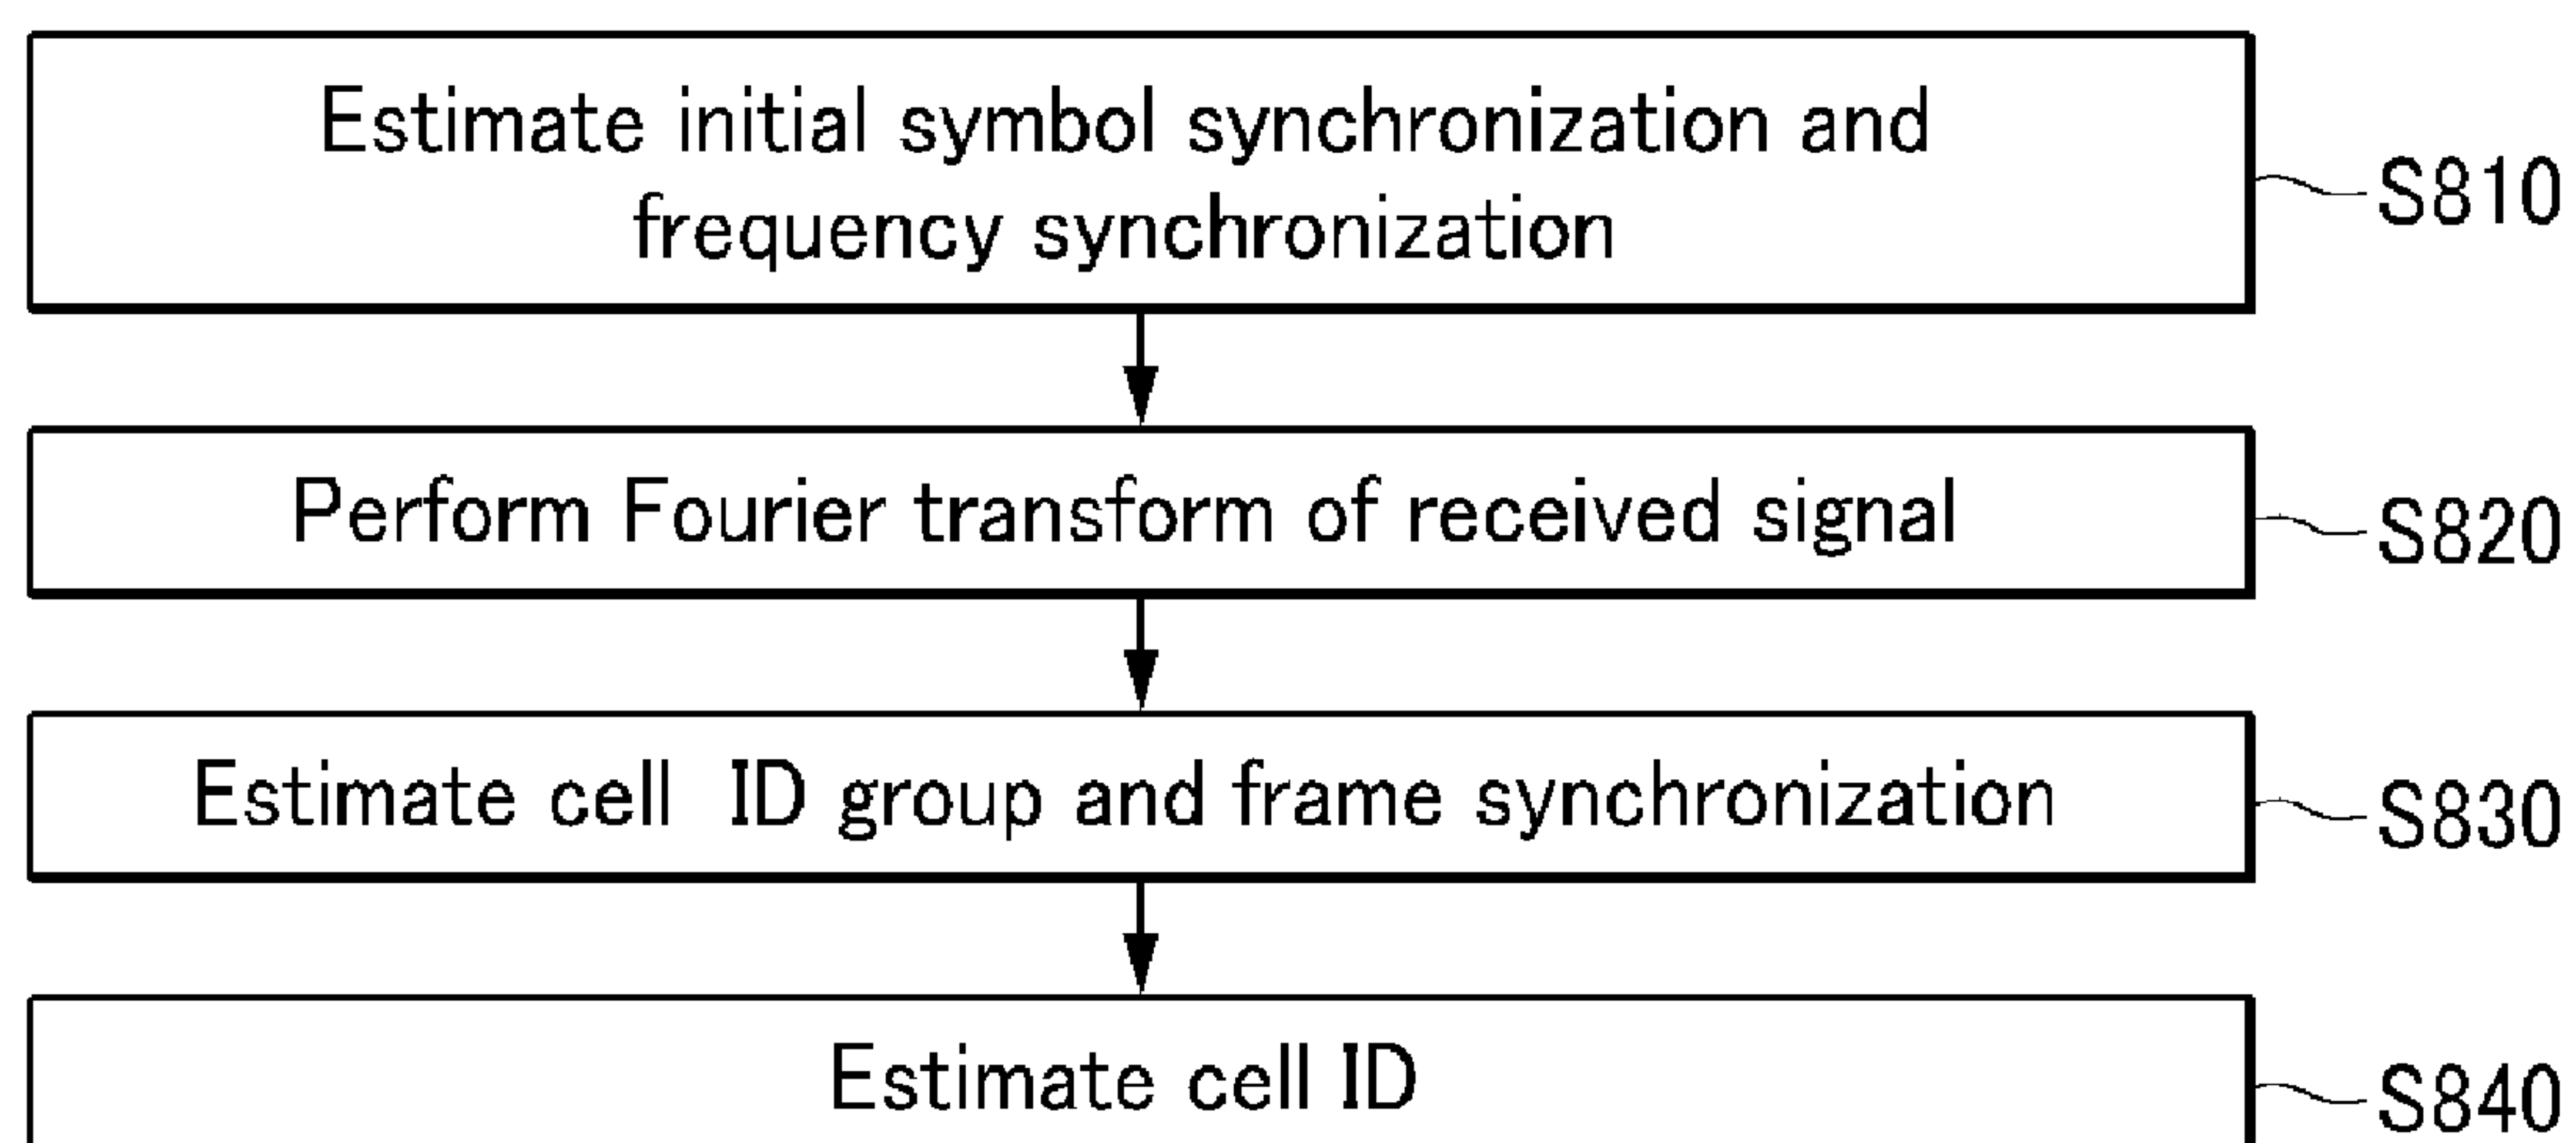 Estimate initial symbol synchronization and
frequency synchronization
S810
Perform Fourier transform of received signal
S820
Estimate cell ID group and frame synchronization
S830
Estimate cell ID
S840